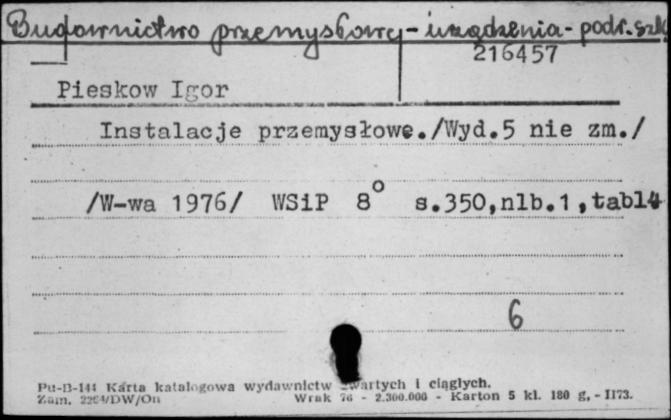 Budownictwo przemysłowe - urządzenia - podr. szk
216457
Pieskow Igor
Instalacje przemysłowe./Wyd.5 nie zm./
/W-wa 1976/ WSiP 8° s.350,nlb.1,tabl4
6
Pu-B-144 Karta katalogowa wydawnictw zwartych i ciągłych.
Zam. /DW/On Wrak 76 - 2.300.000 - Karton 5 kl. 180 g, - II73.